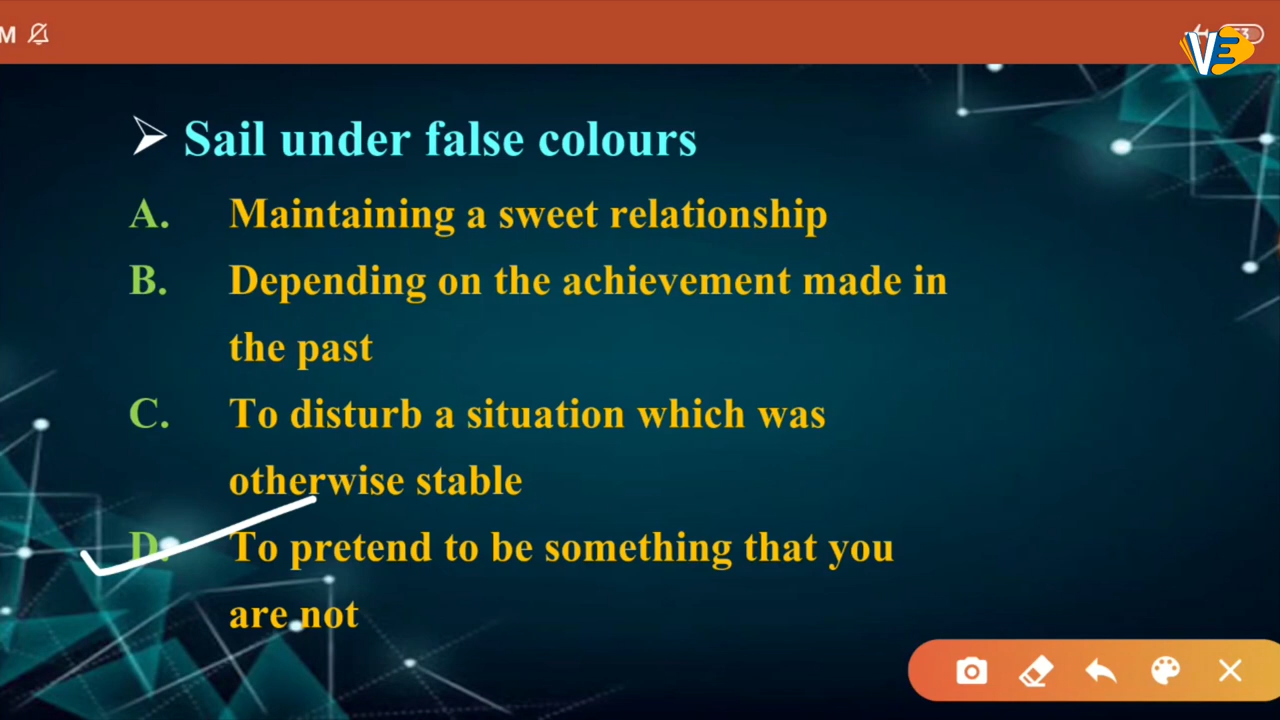 M
VE
Sail under false colours
A. Maintaining a sweet relationship
B. Depending on the achievement made in
the past
C. To disturb a situation which was
otherwise stable
D. To pretend to be something that you
are not